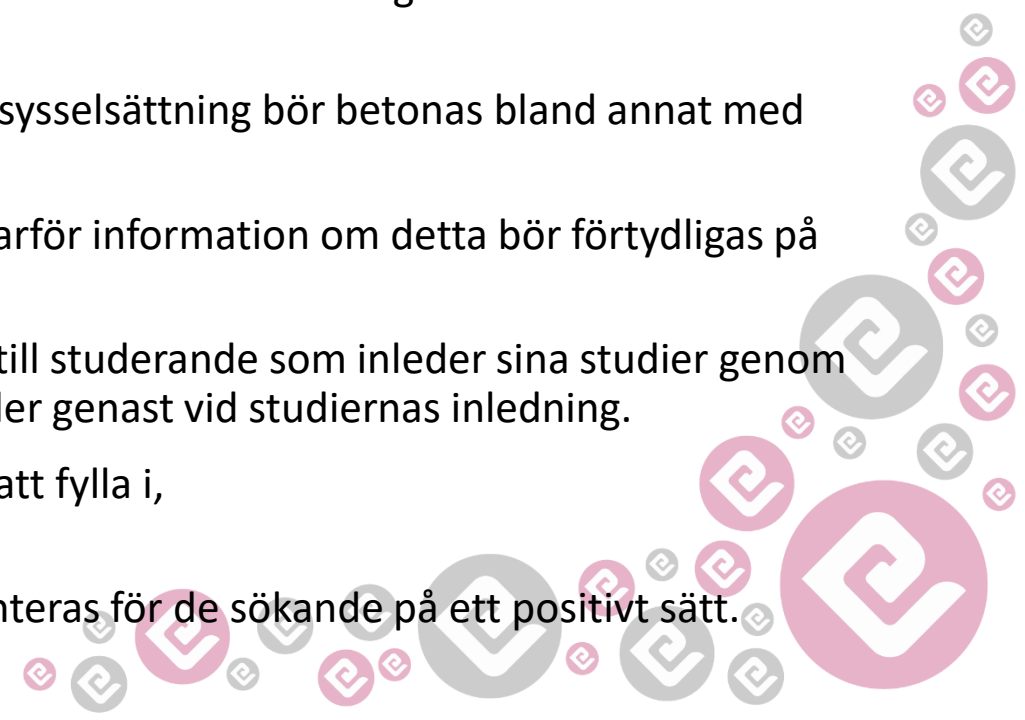 sysselsättning bör betonas bland annat med
arför information om detta bör förtydligas på
till studerande som inleder sina studier genom
ler genast vid studiernas inledning.
att fylla i,
nteras för de sökande på ett positivt sätt.